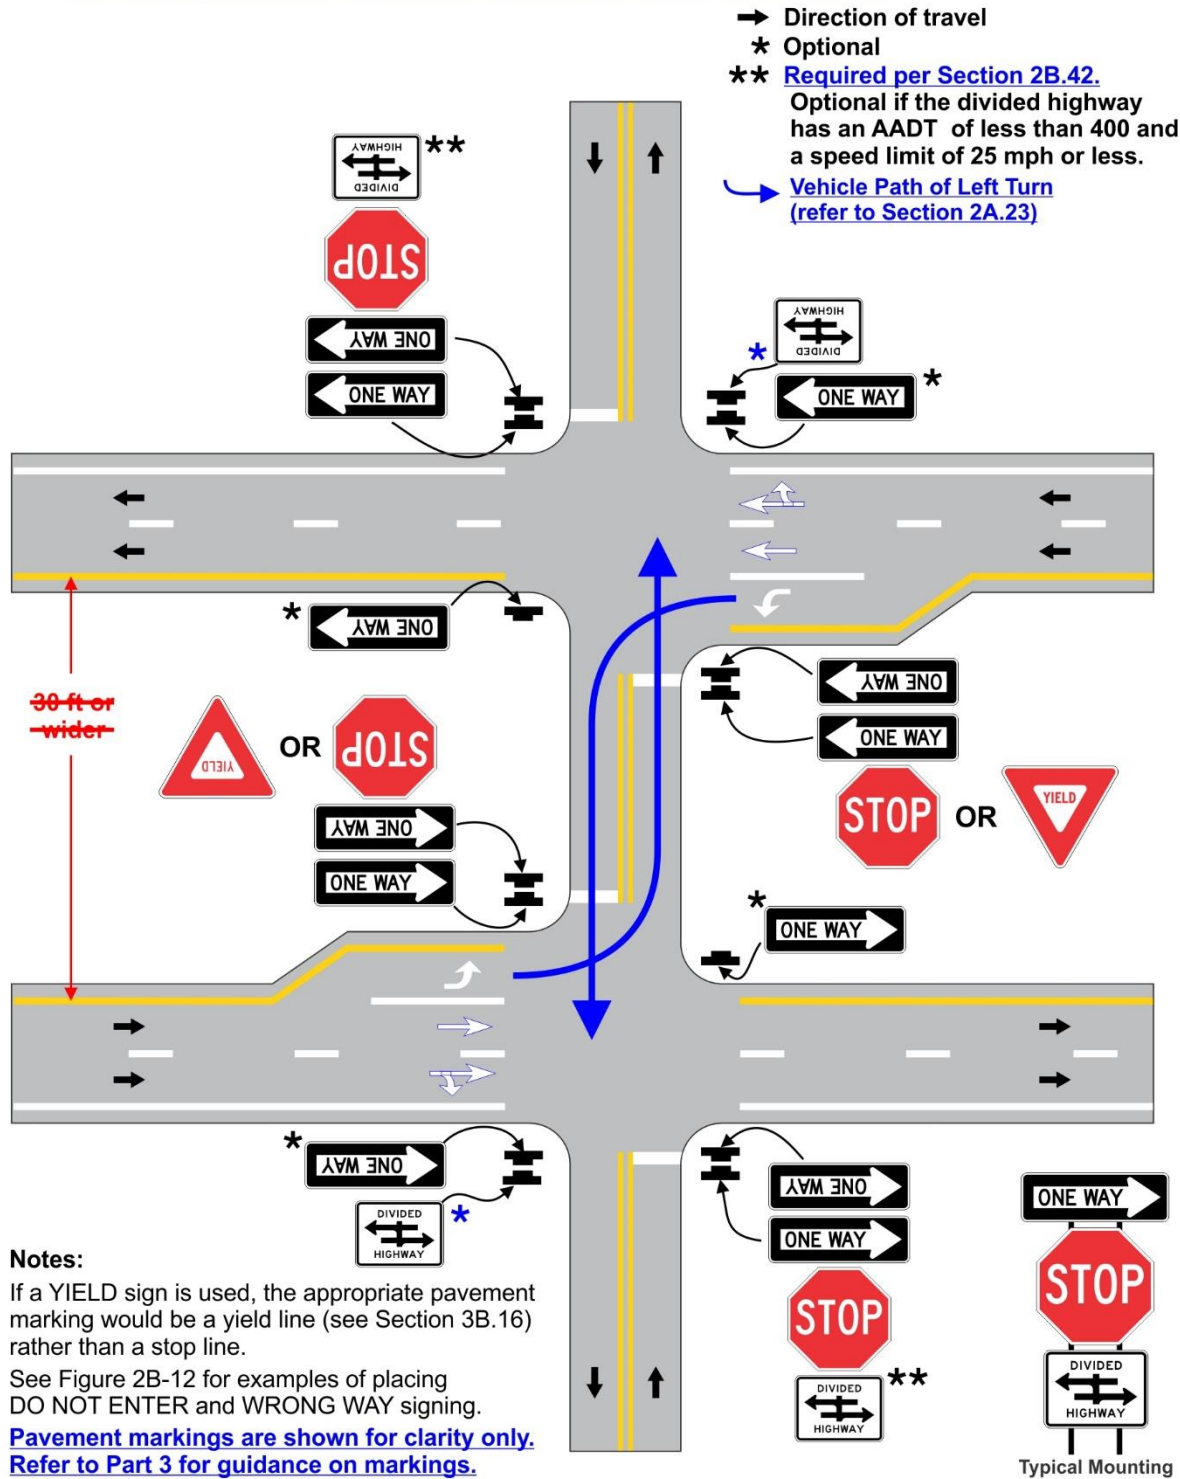 Direction of travel
* Optional
** Required per Section 2B.42.
Optional if the divided highway
has an AADT of less than 400 and
a speed limit of 25 mph or less.
Vehicle Path of Left Turn
(refer to Section 2A.23)
DIVIDED
HIGHWAY
**
STOP
ONE WAY
ONE WAY
DIVIDED
HIGHWAY
*
ONE WAY
*
*
ONE WAY
ONE WAY
ONE WAY
30 ft or
wider
YIELD
OR
STOP
STOP
OR
YIELD
ONE WAY
ONE WAY
*
ONE WAY
*
ONE WAY
DIVIDED
HIGHWAY
*
ONE WAY
ONE WAY
STOP
DIVIDED
HIGHWAY
**
ONE WAY
STOP
DIVIDED
HIGHWAY
Typical Mounting
Notes:
If a YIELD sign is used, the appropriate pavement
marking would be a yield line (see Section 3B.16)
rather than a stop line.
See Figure 2B-12 for examples of placing
DO NOT ENTER and WRONG WAY signing.
Pavement markings are shown for clarity only.
Refer to Part 3 for guidance on markings.